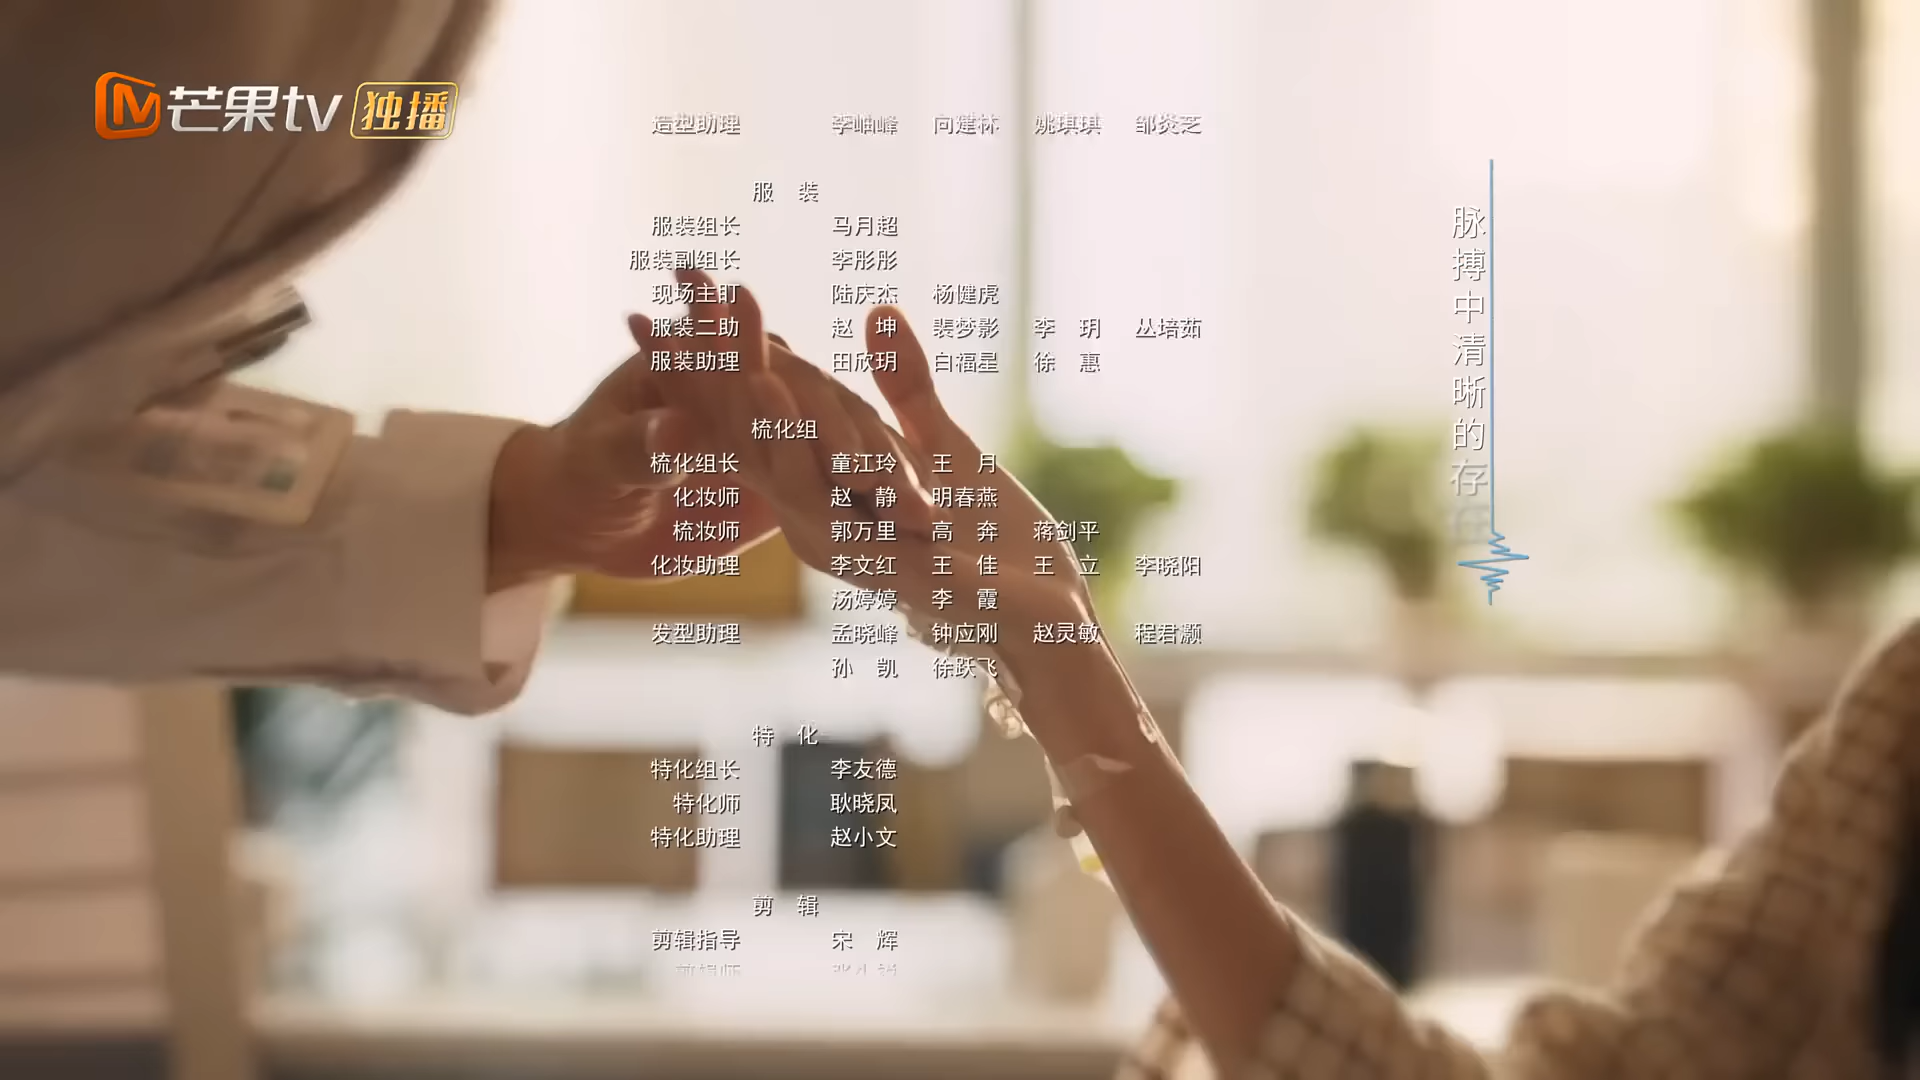 芒果tv 独播
造型助理 李岫峰 向建林 姚琪琪 邹炎芝
服 装
服装组长 马月超
服装副组长 李彤彤
现场主盯 陆庆杰 杨健虎
服装二助 赵 坤 裴梦影 李 玥 丛培茹
服装助理 田欣玥 白福星 徐 惠
梳化组
梳化组长 童江玲 王 月
化妆师 赵 静 明春燕
梳妆师 郭万里 高 奔 蒋剑平
化妆助理 李文红 王 佳 王 立 李晓阳
汤婷婷 李 霞
发型助理 孟晓峰 钟应刚 赵灵敏 程君灏
孙 凯 徐跃飞
特 化
特化组长 李友德
特化师 耿晓凤
特化助理 赵小文
剪 辑
剪辑指导 宋 辉
剪辑师
脉搏中清晰的存在